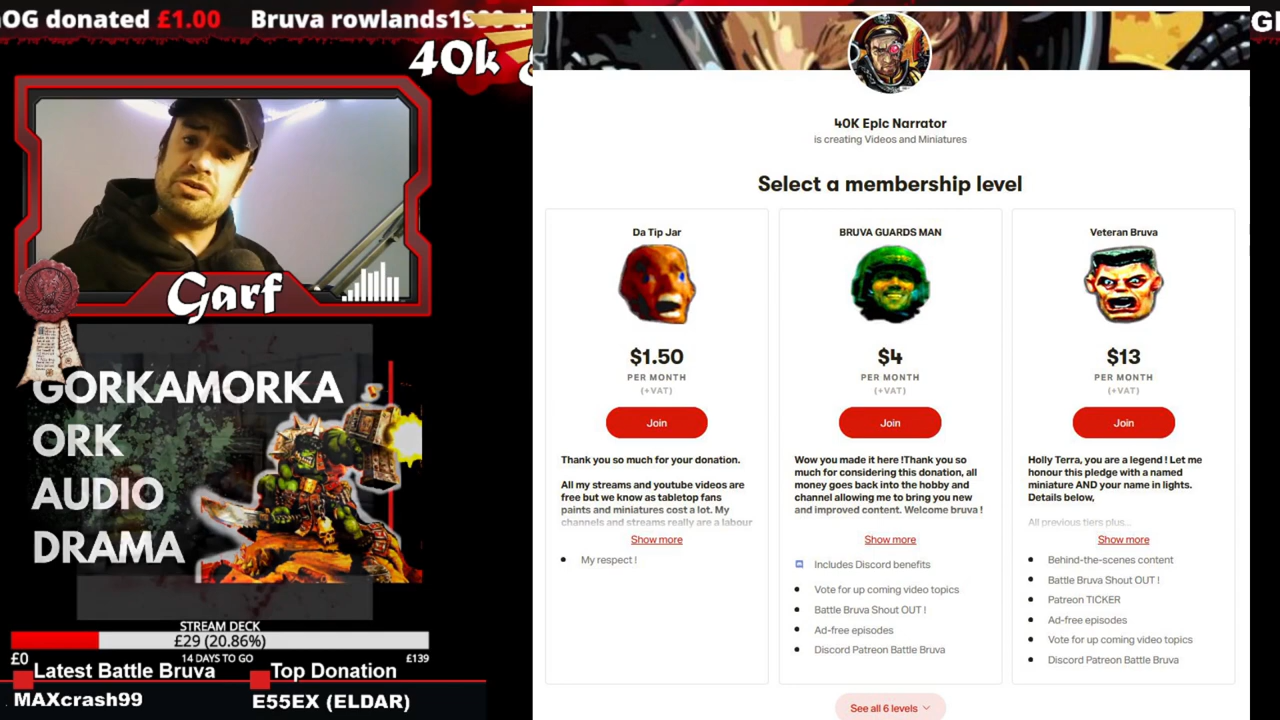 OG donated £1.00 Bruva rowlands19
40k
Garf
GORKAMORKA
ORK
AUDIO
DRAMA
STREAM DECK
£29 (20.86%)
£0
14 DAYS TO GO
£139
Latest Battle Bruva
Top Donation
MAXcrash99
E55EX (ELDAR)
40K Epic Narrator
is creating Videos and Miniatures
Select a membership level
Da Tip Jar
$1.50
PER MONTH
(+VAT)
Join
Thank you so much for your donation.
All my streams and youtube videos are
free but we know as tabletop fans
paints and miniatures cost a lot. My
channels and streams really are a labour
Show more
My respect !
BRUVA GUARDS MAN
$4
PER MONTH
(+VAT)
Join
Wow you made it here !Thank you so
much for considering this donation, all
money goes back into the hobby and
channel allowing me to bring you new
and improved content. Welcome bruva !
Show more
Includes Discord benefits
Vote for up coming video topics
Battle Bruva Shout OUT !
Ad-free episodes
Discord Patreon Battle Bruva
Veteran Bruva
$13
PER MONTH
(+VAT)
Join
Holly Terra, you are a legend ! Let me
honour this pledge with a named
miniature AND your name in lights.
Details below,
All previous tiers plus...
Show more
Behind-the-scenes content
Battle Bruva Shout OUT !
Patreon TICKER
Ad-free episodes
Vote for up coming video topics
Discord Patreon Battle Bruva
See all 6 levels